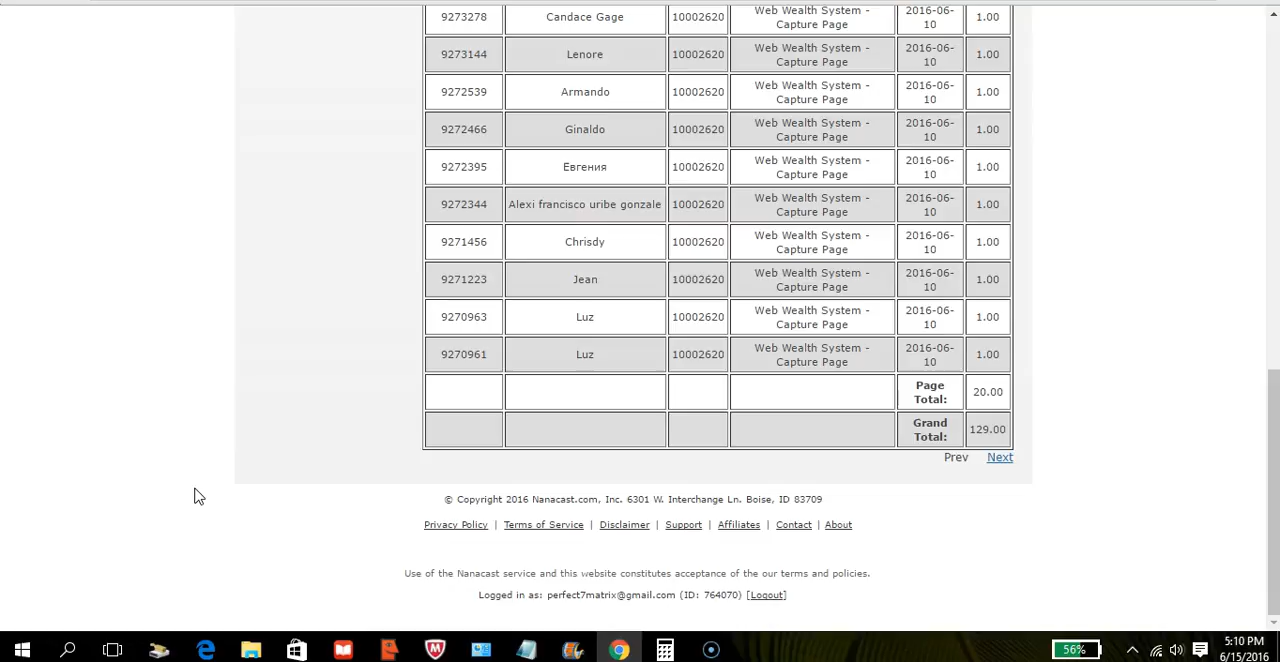 9273278 Candace Gage 10002620 Web Wealth System - Capture Page 2016-06-10 1.00
9273144 Lenore 10002620 Web Wealth System - Capture Page 2016-06-10 1.00
9272539 Armando 10002620 Web Wealth System - Capture Page 2016-06-10 1.00
9272466 Ginaldo 10002620 Web Wealth System - Capture Page 2016-06-10 1.00
9272395 Евгения 10002620 Web Wealth System - Capture Page 2016-06-10 1.00
9272344 Alexi francisco uribe gonzale 10002620 Web Wealth System - Capture Page 2016-06-10 1.00
9271456 Chrisdy 10002620 Web Wealth System - Capture Page 2016-06-10 1.00
9271223 Jean 10002620 Web Wealth System - Capture Page 2016-06-10 1.00
9270963 Luz 10002620 Web Wealth System - Capture Page 2016-06-10 1.00
9270961 Luz 10002620 Web Wealth System - Capture Page 2016-06-10 1.00
Page Total: 20.00
Grand Total: 129.00
Prev Next
© Copyright 2016 Nanacast.com, Inc. 6301 W. Interchange Ln. Boise, ID 83709
Privacy Policy | Terms of Service | Disclaimer | Support | Affiliates | Contact | About
Use of the Nanacast service and this website constitutes acceptance of the our terms and policies.
Logged in as: perfect7matrix@gmail.com (ID: 764070) [Logout]
56%
5:10 PM
6/15/2016